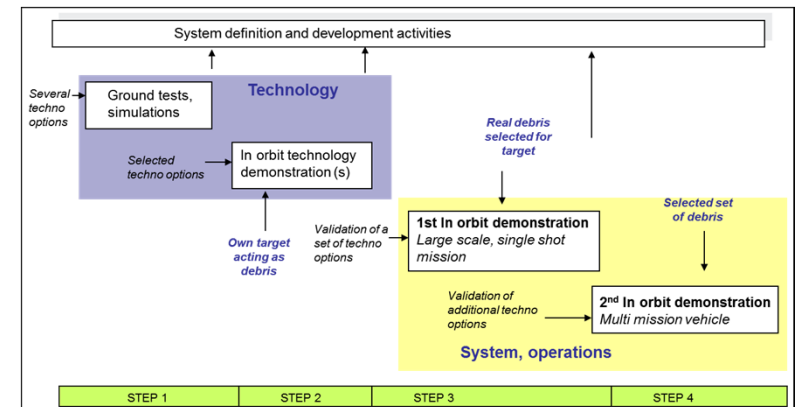 System definition and development activities
Several
techno
options
Technology
Ground tests,
simulations
Selected
techno options
In orbit technology
demonstration (s)
Own target
acting as
debris
Real debris
selected for
target
Validation of a
set of techno
options
1st In orbit demonstration
Large scale, single shot
mission
Selected set
of debris
Validation of
additional techno
options
2nd In orbit demonstration
Multi mission vehicle
System, operations
STEP 1
STEP 2
STEP 3
STEP 4